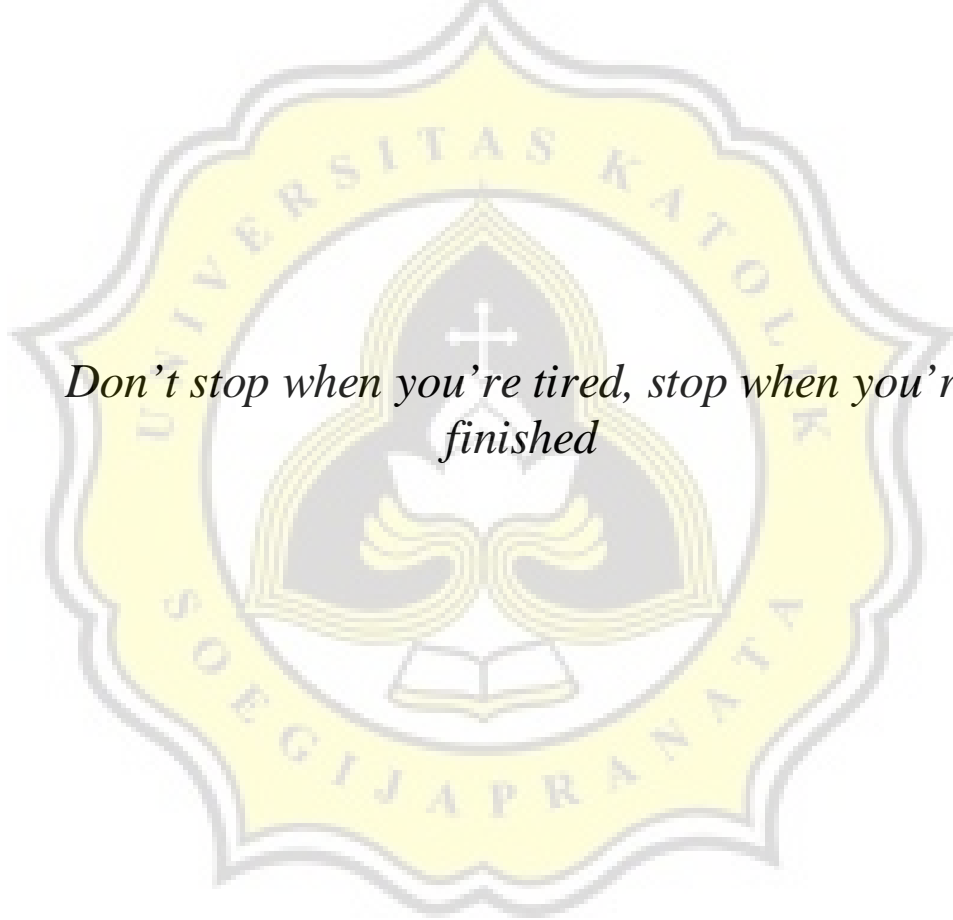 UNIVERSITAS KATOLIK
Don’t stop when you’re tired, stop when you’r
finished
SOEGIJAPRANATA